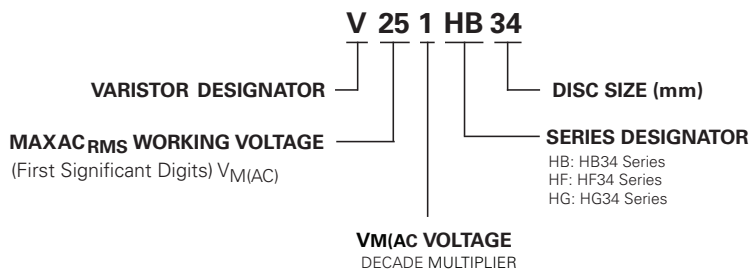 V 25 1 HB 34
VARISTOR DESIGNATOR
DISC SIZE (mm)
MAXAC RMS WORKING VOLTAGE
(First Significant Digits) VM(AC)
SERIES DESIGNATOR
HB: HB34 Series
HF: HF34 Series
HG: HG34 Series
VM(AC VOLTAGE
DECADE MULTIPLIER